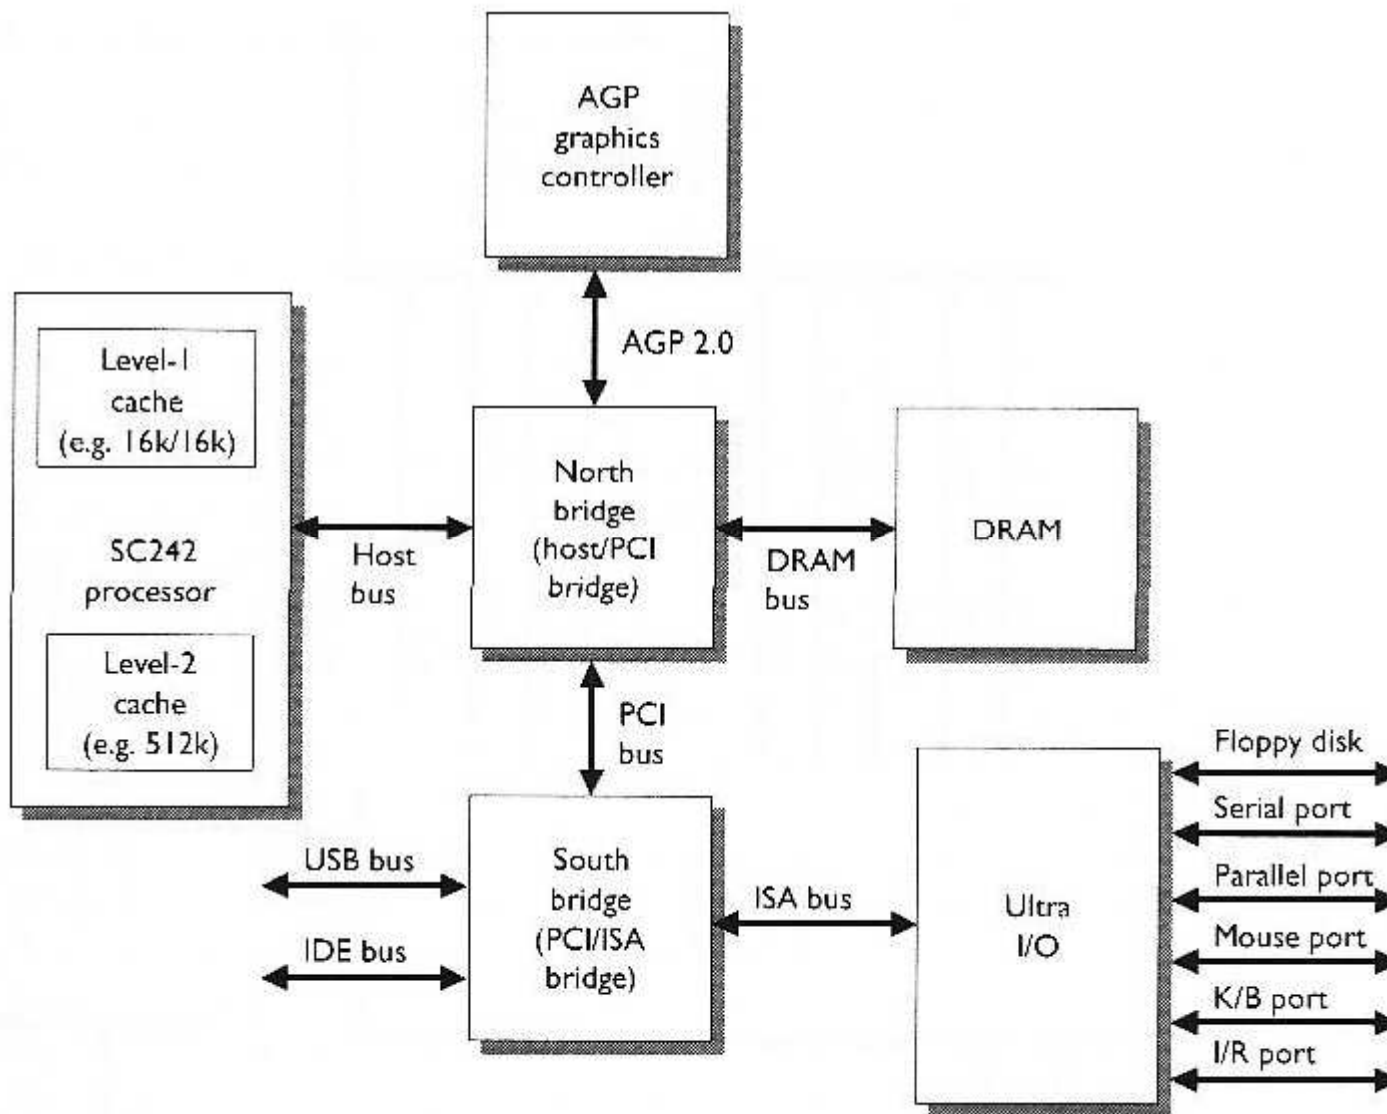 AGP
graphics
controller
AGP 2.0
Level-1
cache
(e.g. 16k/16k)
SC242
processor
Level-2
cache
(e.g. 512k)
Host
bus
North
bridge
(host/PCI
bridge)
DRAM
bus
DRAM
PCI
bus
USB bus
IDE bus
South
bridge
(PCI/ISA
bridge)
ISA bus
Ultra
I/O
Floppy disk
Serial port
Parallel port
Mouse port
K/B port
I/R port